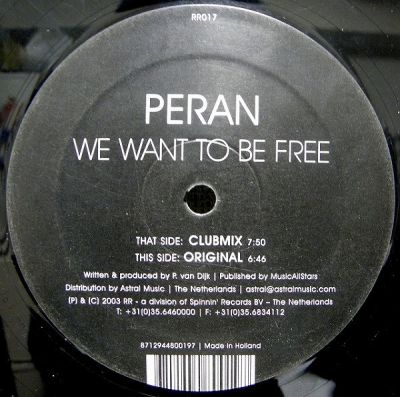 RR017
PERAN
WE WANT TO BE FREE
THAT SIDE: CLUBMIX 7:50
THIS SIDE: ORIGINAL 6:46
Written & produced by P. van Dijk | Published by MusicAllStars
Distribution by Astral Music | The Netherlands | astral@astralmusic.com
(P) & (C) 2003 RR - a division of Spinnin' Records BV – The Netherlands
T: +31(0)35.6460000 | F: +31(0)35.6834112
8712944800197 | Made in Holland